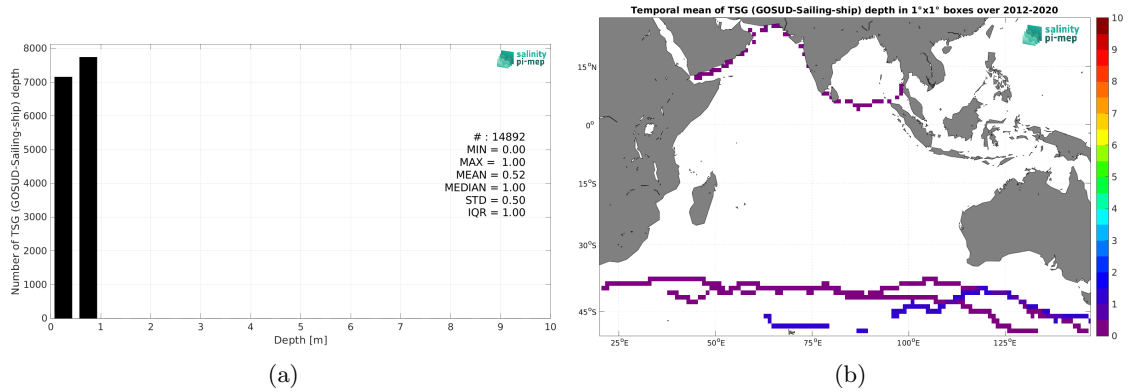 salinity
pi-mep
Number of TSG (GOSUD-Sailing-ship) depth
8000
7000
6000
5000
4000
3000
2000
1000
0
# : 14892
MIN = 0.00
MAX = 1.00
MEAN = 0.52
MEDIAN = 1.00
STD = 0.50
IQR = 1.00
0 1 2 3 4 5 6 7 8 9 10
Depth [m]
(a)
Temporal mean of TSG (GOSUD-Sailing-ship) depth in 1°x1° boxes over 2012-2020
salinity
pi-mep
15°N
0°
15°S
30°S
45°S
25°E 50°E 75°E 100°E 125°E
10
9
8
7
6
5
4
3
2
1
0
(b)